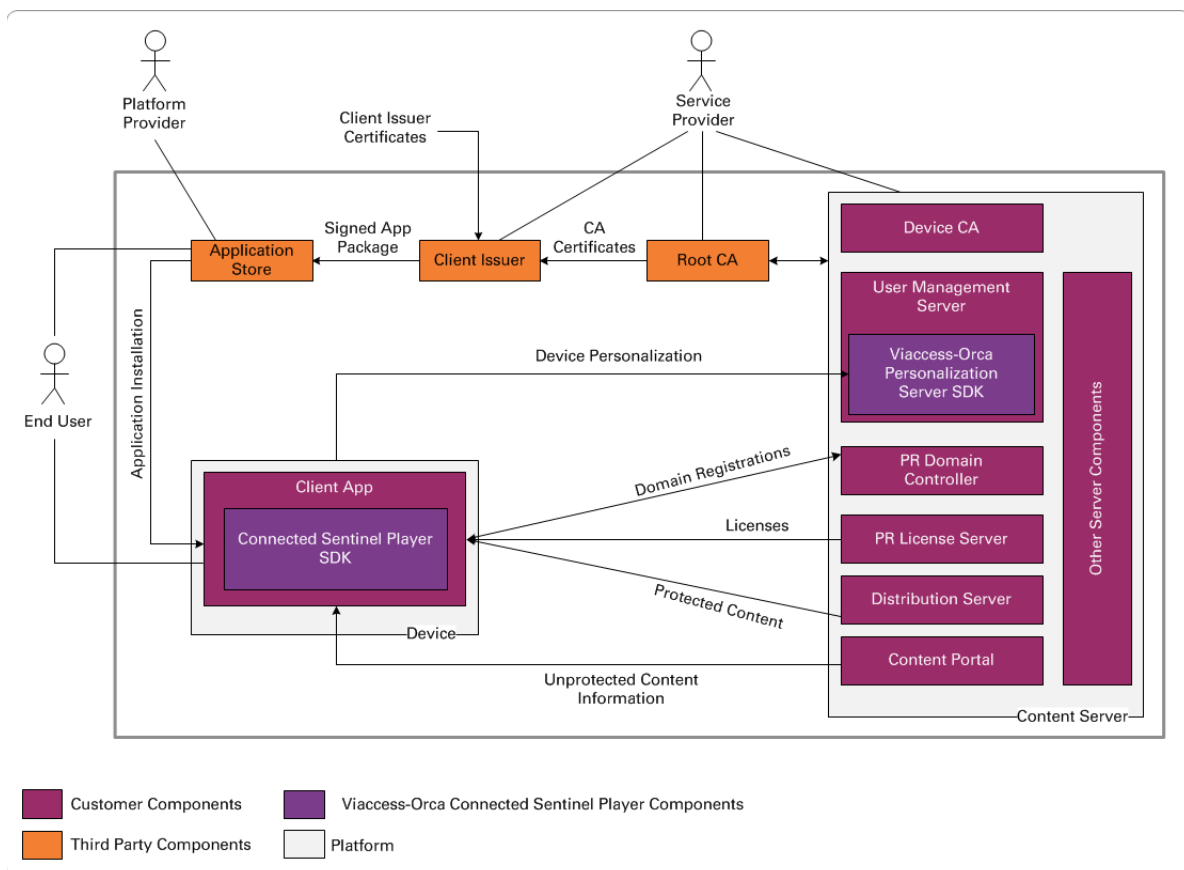 Platform
Provider
Service
Provider
Client Issuer
Certificates
Signed App
Package
CA
Certificates
Application
Store
Client Issuer
Root CA
Device CA
User Management
Server
Viaccess-Orca
Personalization
Server SDK
Device Personalization
End User
Application Installation
Other Server Components
Client App
Connected Sentinel Player
SDK
Device
Domain Registrations
PR Domain
Controller
Licenses
PR License Server
Protected Content
Distribution Server
Content Portal
Unprotected Content
Information
Content Server
Customer Components
Viaccess-Orca Connected Sentinel Player Components
Third Party Components
Platform